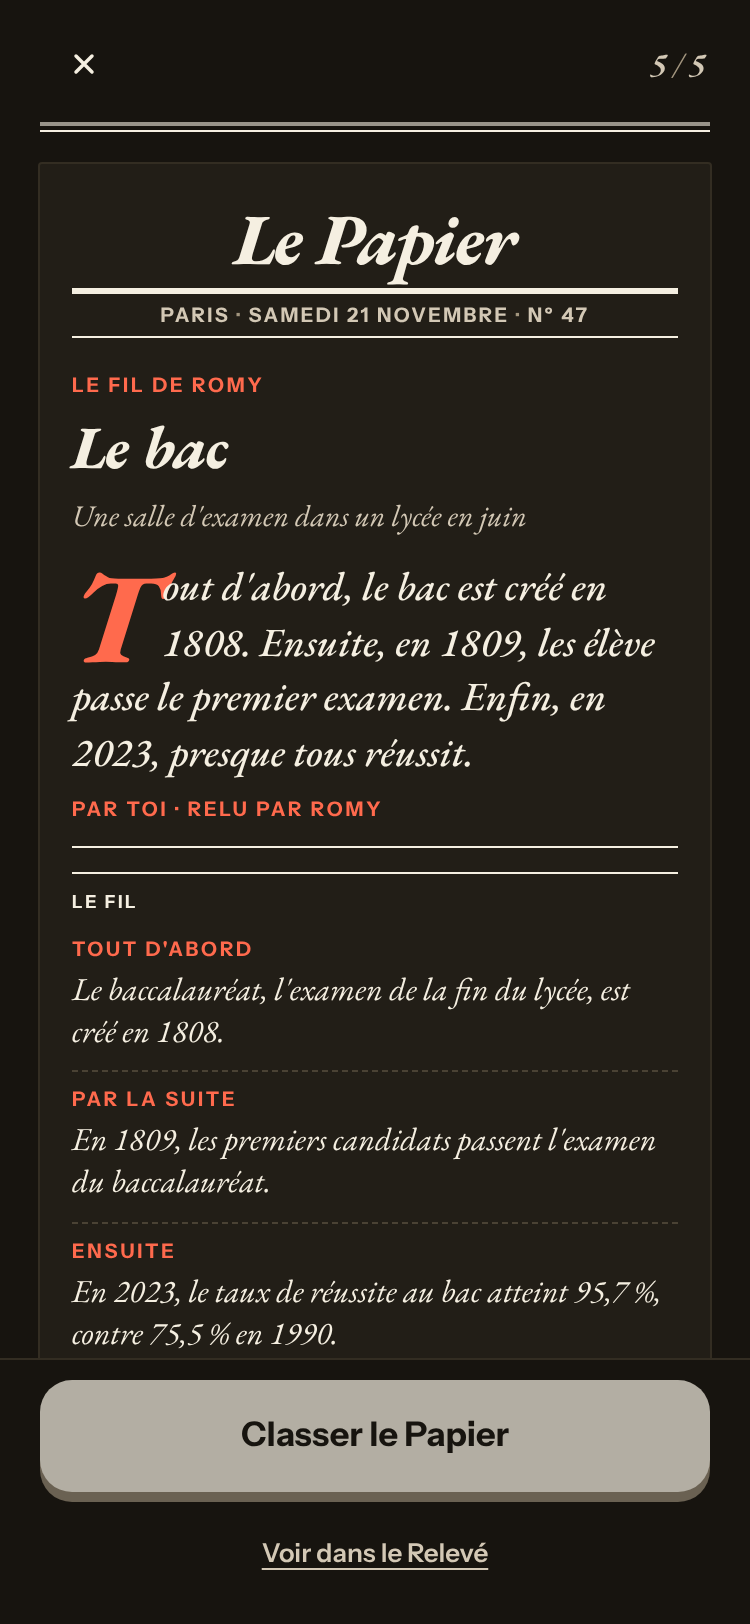 ×
5 / 5
Le Papier
PARIS · SAMEDI 21 NOVEMBRE · N° 47
LE FIL DE ROMY
Le bac
Une salle d'examen dans un lycée en juin
Tout d'abord, le bac est créé en
1808. Ensuite, en 1809, les élève
passe le premier examen. Enfin, en
2023, presque tous réussit.
PAR TOI · RELU PAR ROMY
LE FIL
TOUT D'ABORD
Le baccalauréat, l'examen de la fin du lycée, est
créé en 1808.
PAR LA SUITE
En 1809, les premiers candidats passent l'examen
du baccalauréat.
ENSUITE
En 2023, le taux de réussite au bac atteint 95,7 %,
contre 75,5 % en 1990.
Classer le Papier
Voir dans le Relevé